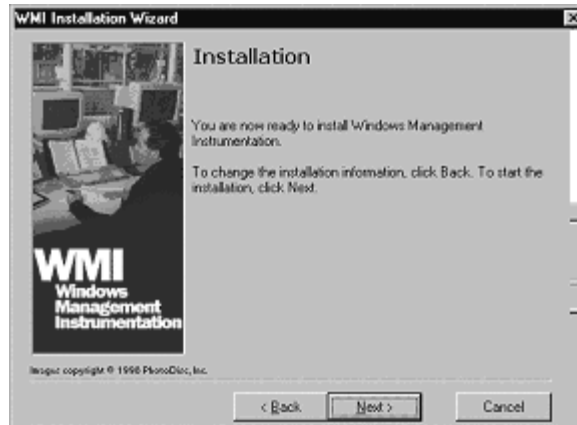 WMI Installation Wizard
Installation
You are now ready to install Windows Management
Instrumentation.
To change the installation information, click Back. To start the
installation, click Next.
WMI
Windows
Management
Instrumentation
Images copyright © 1998 PhotoDisc, Inc.
< Back
Next >
Cancel